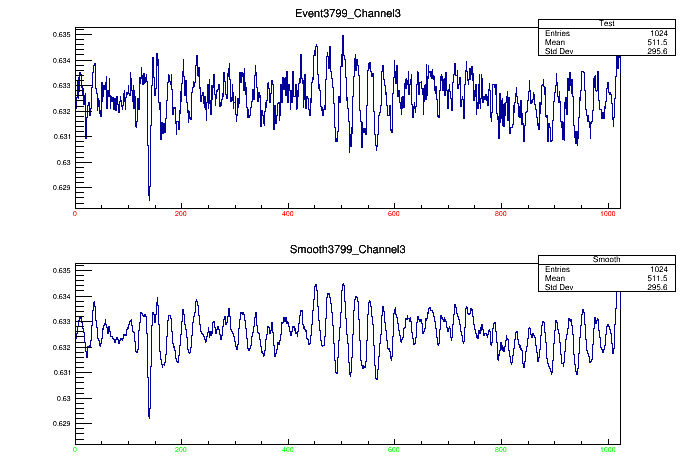 Event3799_Channel3
Test
Entries 1024
Mean 511.5
Std Dev 295.6
0.635
0.634
0.633
0.632
0.631
0.63
0.629
0 200 400 600 800 1000
Smooth3799_Channel3
Smooth
Entries 1024
Mean 511.5
Std Dev 295.6
0.635
0.634
0.633
0.632
0.631
0.63
0.629
0 200 400 600 800 1000